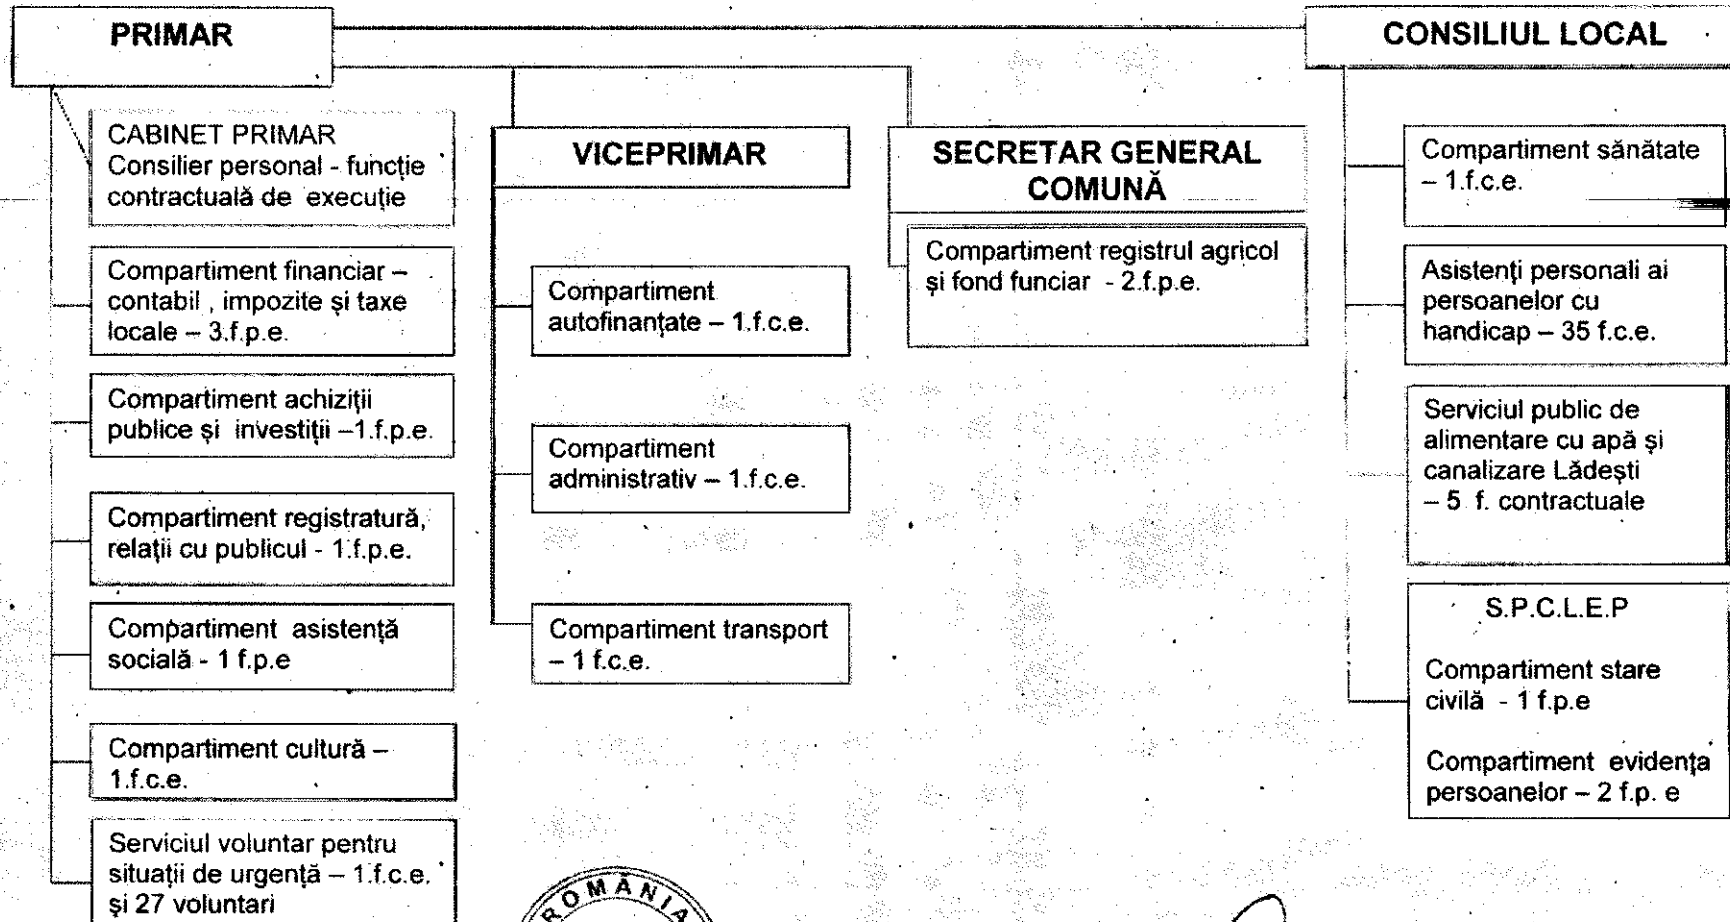 PRIMAR
CONSILIUL LOCAL
CABINET PRIMAR
Consilier personal - funcție
contractuală de execuție
Compartiment financiar –
contabil , impozite și taxe
locale – 3.f.p.e.
Compartiment achiziții
publice și investiții –1.f.p.e.
Compartiment registratură,
relații cu publicul - 1.f.p.e.
Compartiment asistență
socială - 1 f.p.e
Compartiment cultură –
1.f.c.e.
Serviciul voluntar pentru
situații de urgență – 1.f.c.e.
și 27 voluntari
VICEPRIMAR
Compartiment
autofinanțate – 1.f.c.e.
Compartiment
administrativ – 1.f.c.e.
Compartiment transport
– 1 f.c.e.
SECRETAR GENERAL
COMUNĂ
Compartiment registrul agricol
și fond funciar - 2.f.p.e.
Compartiment sănătate
– 1.f.c.e.
Asistenți personali ai
persoanelor cu
handicap – 35 f.c.e.
Serviciul public de
alimentare cu apă și
canalizare Lădești
– 5 f. contractuale
S.P.C.L.E.P
Compartiment stare
civilă - 1 f.p.e
Compartiment evidența
persoanelor – 2 f.p. e
ROMÂNIA